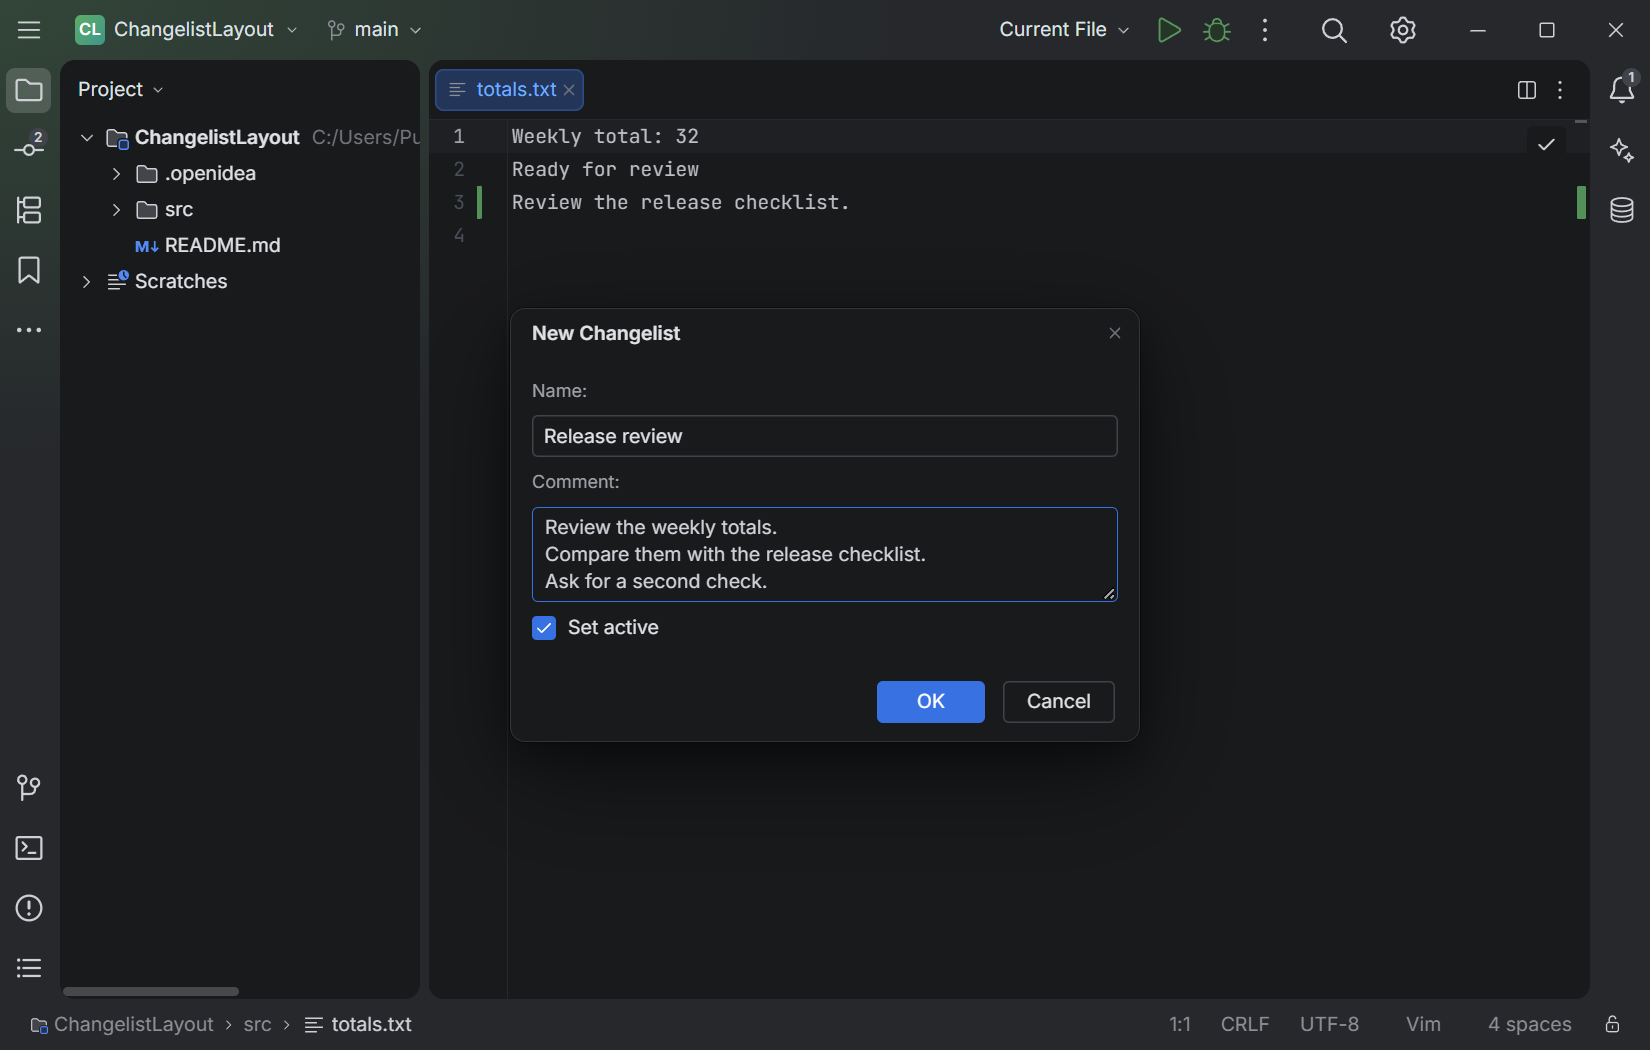 CL ChangelistLayout main Current File
Project
totals.txt
1
2
ChangelistLayout C:/Users/Pu
.openidea
src
README.md
Scratches
1 Weekly total: 32
2 Ready for review
3 Review the release checklist.
4
New Changelist
Name:
Release review
Comment:
Review the weekly totals.
Compare them with the release checklist.
Ask for a second check.
Set active
OK Cancel
ChangelistLayout › src › totals.txt 1:1 CRLF UTF-8 Vim 4 spaces